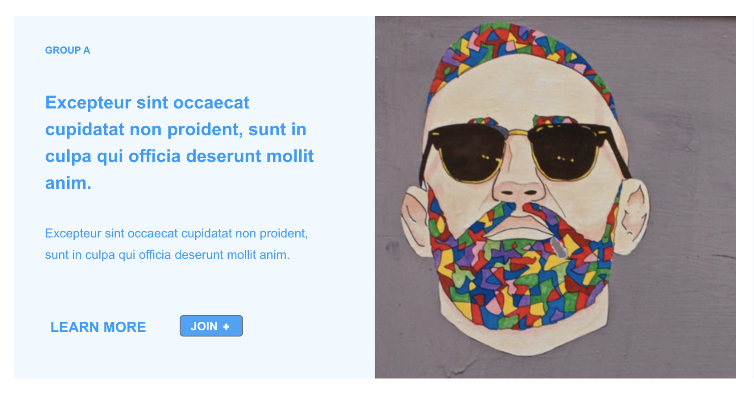 GROUP A
Excepteur sint occaecat
cupidatat non proident, sunt in
culpa qui officia deserunt mollit
anim.
Excepteur sint occaecat cupidatat non proident,
sunt in culpa qui officia deserunt mollit anim.
LEARN MORE
JOIN +